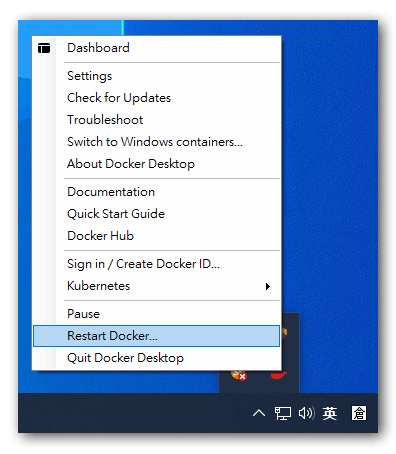 Dashboard
Settings
Check for Updates
Troubleshoot
Switch to Windows containers...
About Docker Desktop
Documentation
Quick Start Guide
Docker Hub
Sign in / Create Docker ID...
Kubernetes
Pause
Restart Docker...
Quit Docker Desktop
英 倉